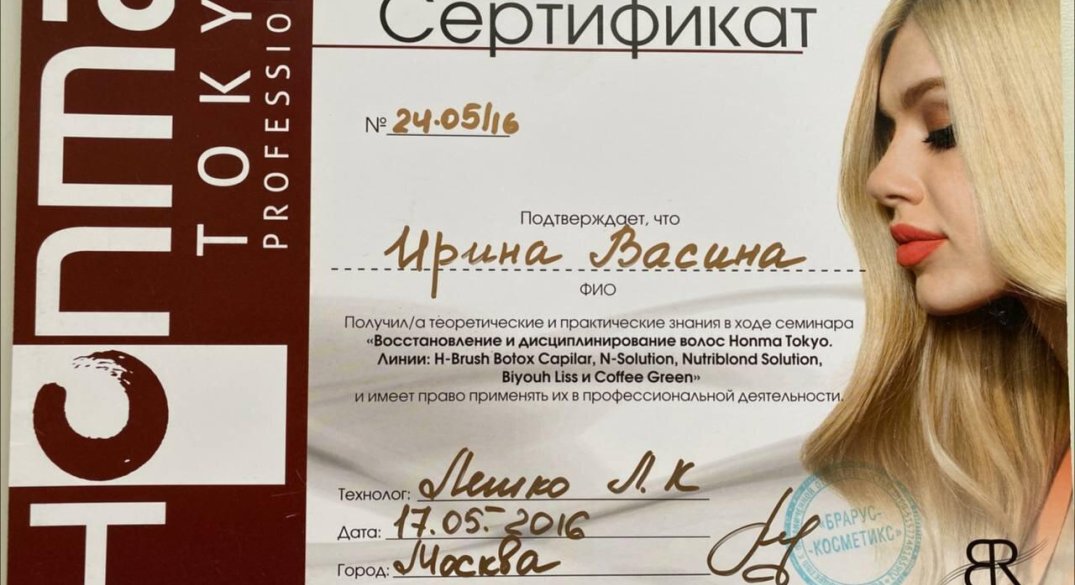 Honma
TOKYO
PROFESSIONAL
Сертификат
№ 24.05/16
Подтверждает, что
Ирина Васина
ФИО
Получил/а теоретические и практические знания в ходе семинара
«Восстановление и дисциплинирование волос Honma Tokyo.
Линии: H-Brush Botox Capilar, N-Solution, Nutriblond Solution,
Biyouh Liss и Coffee Green»
и имеет право применять их в профессиональной деятельности.
Технолог: Лешко Л.К
Дата: 17.05-2016
Город: Москва
«БРАРУС-
-КОСМЕТИКС»
BR